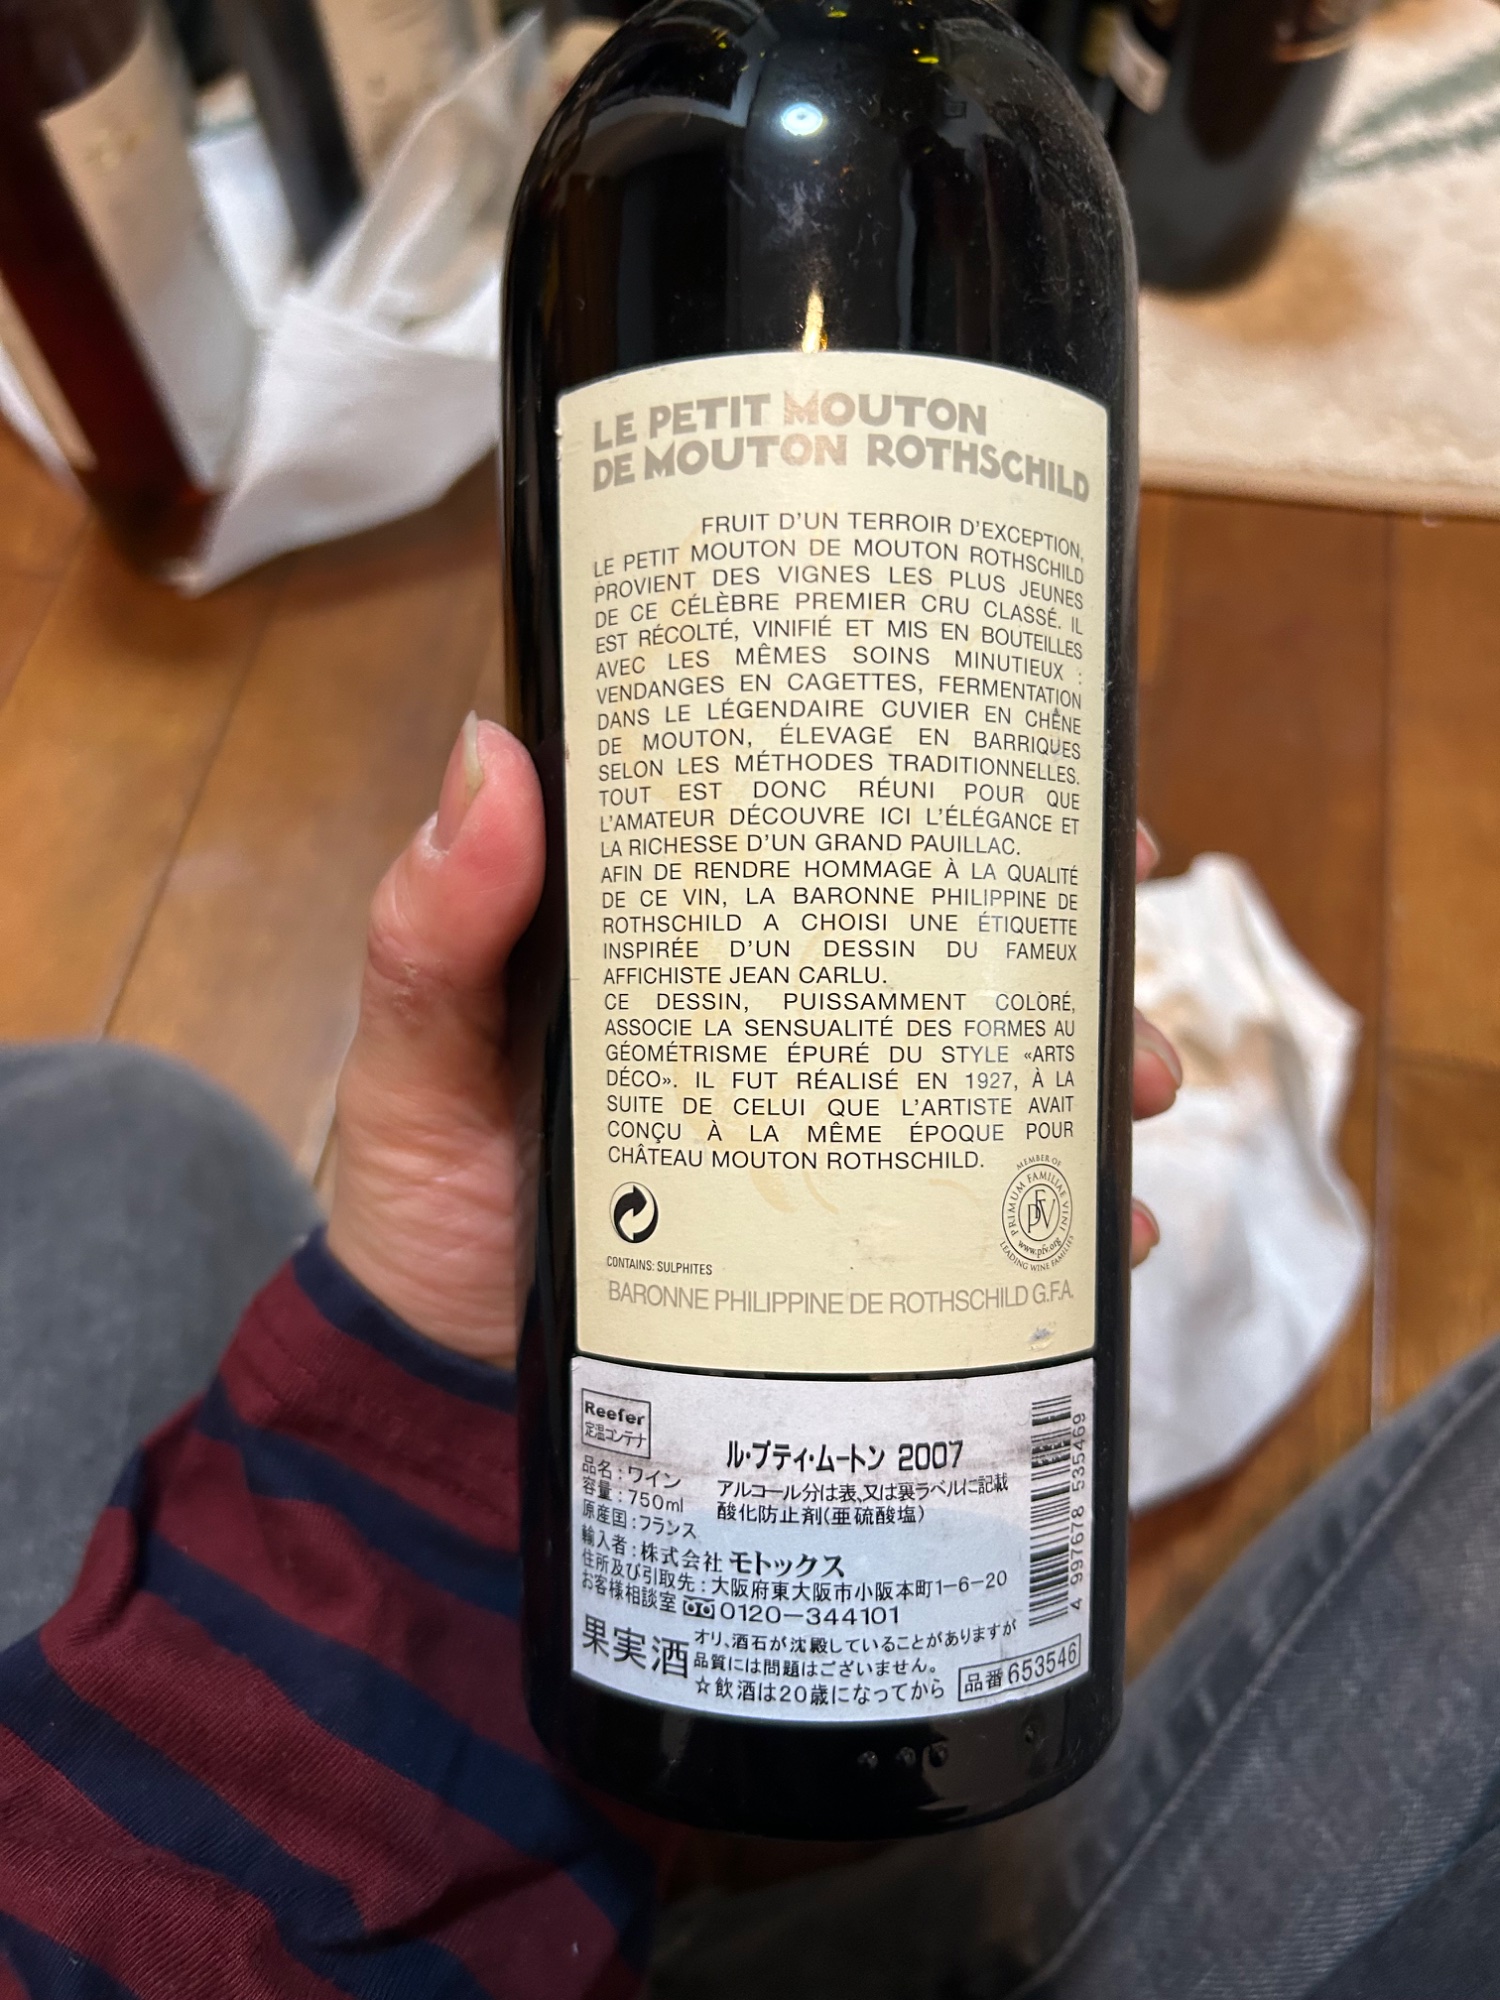 LE PETIT MOUTON
DE MOUTON ROTHSCHILD
FRUIT D'UN TERROIR D'EXCEPTION,
LE PETIT MOUTON DE MOUTON ROTHSCHILD
PROVIENT DES VIGNES LES PLUS JEUNES
DE CE CÉLÈBRE PREMIER CRU CLASSÉ. IL
EST RÉCOLTÉ, VINIFIÉ ET MIS EN BOUTEILLES
AVEC LES MÊMES SOINS MINUTIEUX :
VENDANGES EN CAGETTES, FERMENTATION
DANS LE LÉGENDAIRE CUVIER EN CHÊNE
DE MOUTON, ÉLEVAGE EN BARRIQUES
SELON LES MÉTHODES TRADITIONNELLES.
TOUT EST DONC RÉUNI POUR QUE
L'AMATEUR DÉCOUVRE ICI L'ÉLÉGANCE ET
LA RICHESSE D'UN GRAND PAUILLAC.
AFIN DE RENDRE HOMMAGE À LA QUALITÉ
DE CE VIN, LA BARONNE PHILIPPINE DE
ROTHSCHILD A CHOISI UNE ÉTIQUETTE
INSPIRÉE D'UN DESSIN DU FAMEUX
AFFICHISTE JEAN CARLU.
CE DESSIN, PUISSAMMENT COLORÉ,
ASSOCIE LA SENSUALITÉ DES FORMES AU
GÉOMÉTRISME ÉPURÉ DU STYLE «ARTS
DÉCO». IL FUT RÉALISÉ EN 1927, À LA
SUITE DE CELUI QUE L'ARTISTE AVAIT
CONÇU À LA MÊME ÉPOQUE POUR
CHÂTEAU MOUTON ROTHSCHILD.
MEMBER OF
PRIMUM FAMILIAE VINI
PFV
www.pfv.org
LEADING WINE FAMILIES
CONTAINS: SULPHITES
BARONNE PHILIPPINE DE ROTHSCHILD G.F.A.
Reefer
定温コンテナ
ル・プティ・ムートン 2007
品名：ワイン
容量：750ml
アルコール分は表、又は裏ラベルに記載
酸化防止剤(亜硫酸塩)
原産国：フランス
輸入者：株式会社 モトックス
住所及び引取先：大阪府東大阪市小阪本町1-6-20
お客様相談室 0120-344101
果実酒
オリ、酒石が沈殿していることがありますが
品質には問題はございません。
☆飲酒は20歳になってから
品番653546
4 997678 535469